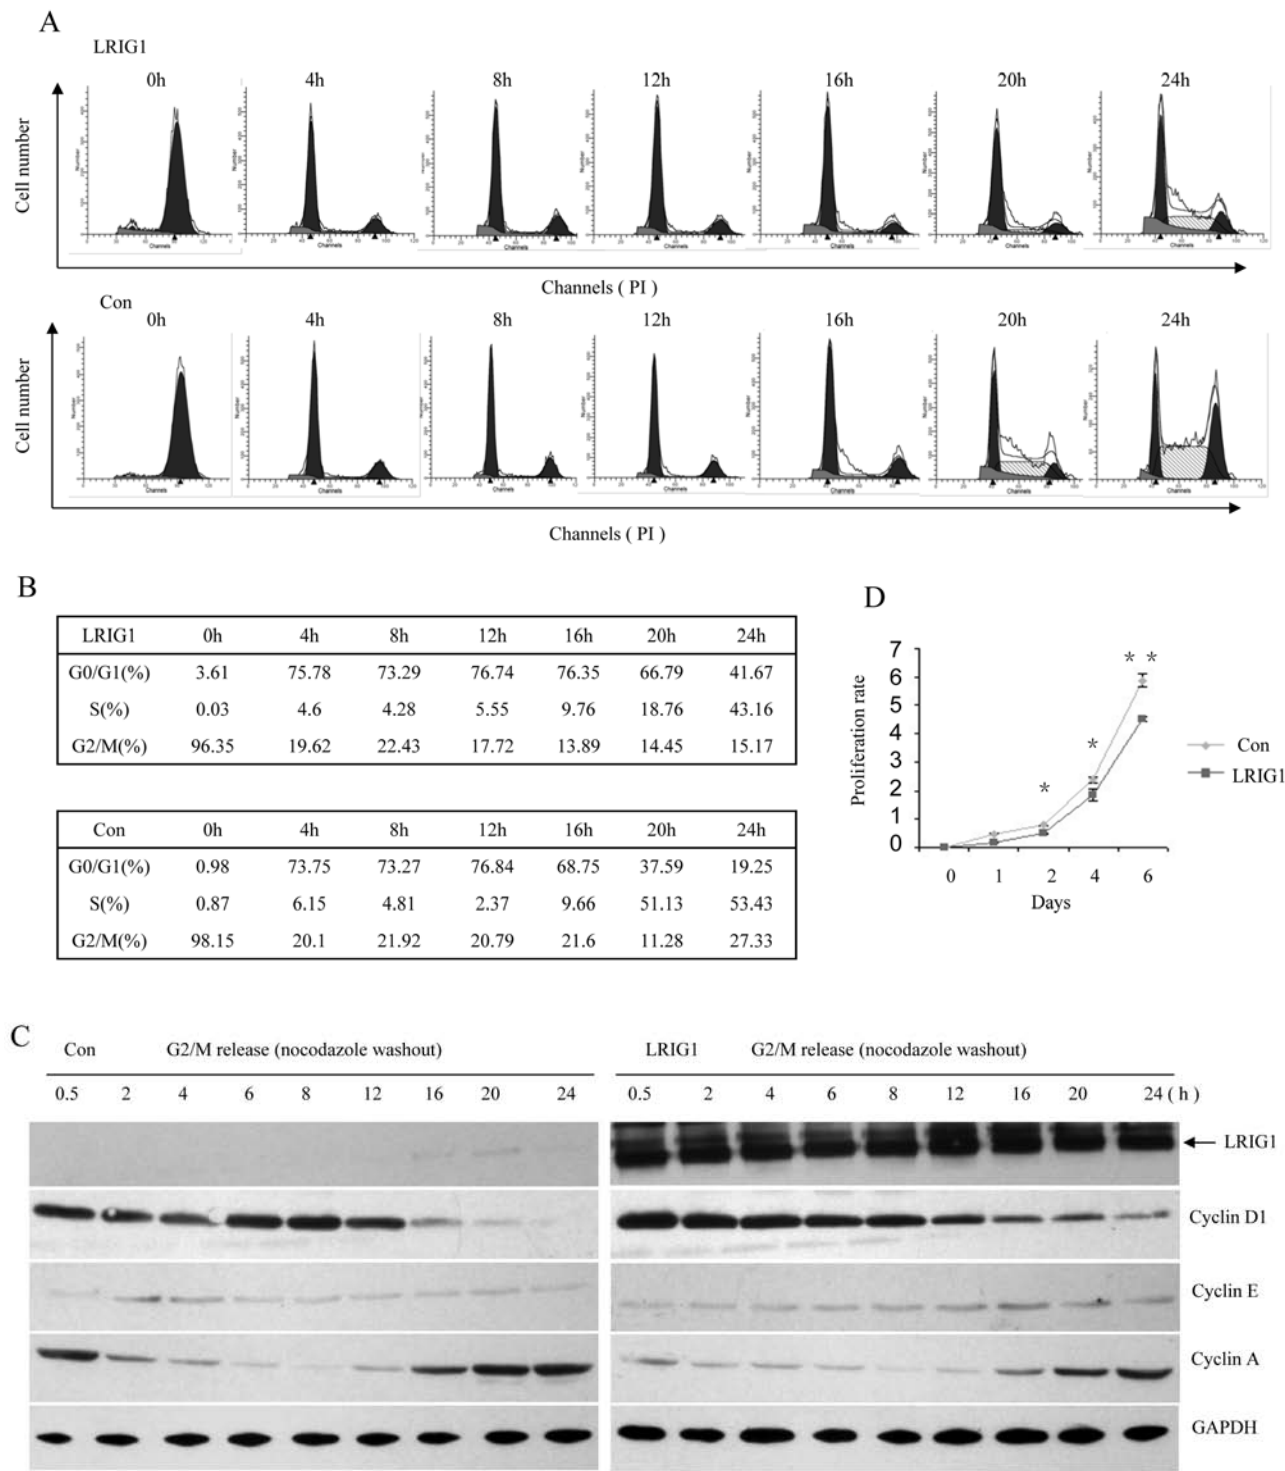 A
LRIG1
0h 4h 8h 12h 16h 20h 24h
Cell number
Channels ( PI )
Con
0h 4h 8h 12h 16h 20h 24h
Cell number
Channels ( PI )
B
LRIG1 0h 4h 8h 12h 16h 20h 24h
G0/G1(%) 3.61 75.78 73.29 76.74 76.35 66.79 41.67
S(%) 0.03 4.6 4.28 5.55 9.76 18.76 43.16
G2/M(%) 96.35 19.62 22.43 17.72 13.89 14.45 15.17
Con 0h 4h 8h 12h 16h 20h 24h
G0/G1(%) 0.98 73.75 73.27 76.84 68.75 37.59 19.25
S(%) 0.87 6.15 4.81 2.37 9.66 51.13 53.43
G2/M(%) 98.15 20.1 21.92 20.79 21.6 11.28 27.33
D
7
6
5
4
3
2
1
0
Proliferation rate
* *
*
*
Con
LRIG1
0 1 2 4 6
Days
C
Con G2/M release (nocodazole washout)
0.5 2 4 6 8 12 16 20 24
LRIG1 G2/M release (nocodazole washout)
0.5 2 4 6 8 12 16 20 24 ( h )
LRIG1
Cyclin D1
Cyclin E
Cyclin A
GAPDH